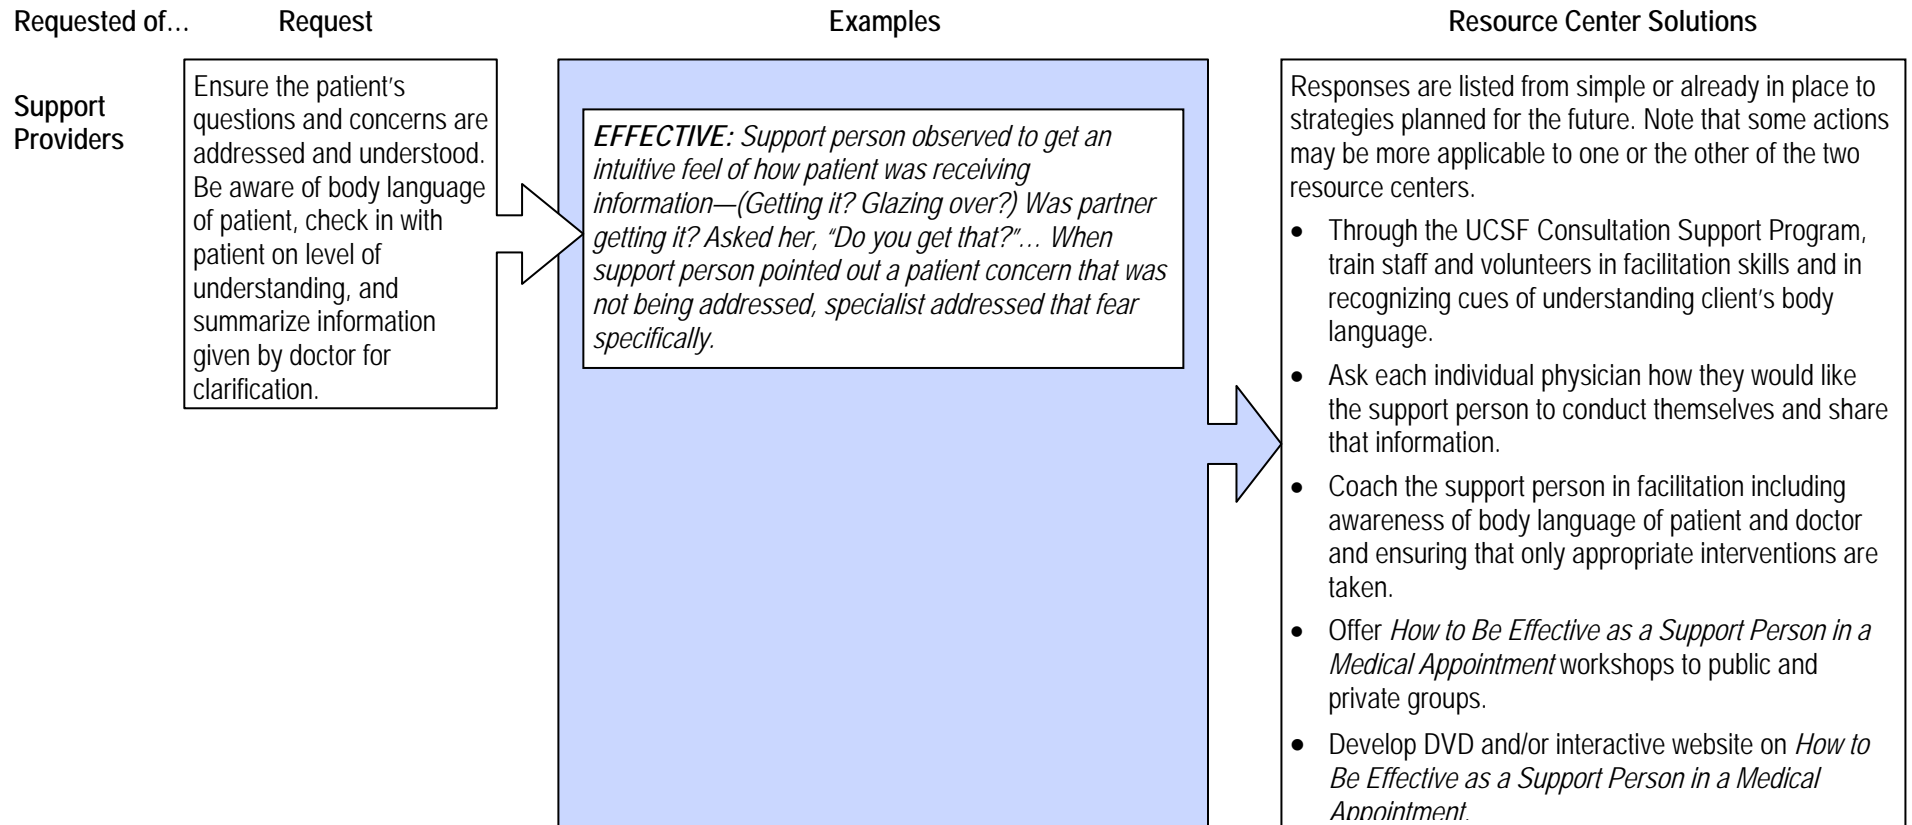 Requested of…
Request
Examples
Resource Center Solutions
Support
Providers
Ensure the patient's
questions and concerns are
addressed and understood.
Be aware of body language
of patient, check in with
patient on level of
understanding, and
summarize information
given by doctor for
clarification.
EFFECTIVE: Support person observed to get an
intuitive feel of how patient was receiving
information—(Getting it? Glazing over?) Was partner
getting it? Asked her, "Do you get that?"… When
support person pointed out a patient concern that was
not being addressed, specialist addressed that fear
specifically.
Responses are listed from simple or already in place to
strategies planned for the future. Note that some actions
may be more applicable to one or the other of the two
resource centers.
• Through the UCSF Consultation Support Program,
train staff and volunteers in facilitation skills and in
recognizing cues of understanding client's body
language.
• Ask each individual physician how they would like
the support person to conduct themselves and share
that information.
• Coach the support person in facilitation including
awareness of body language of patient and doctor
and ensuring that only appropriate interventions are
taken.
• Offer How to Be Effective as a Support Person in a
Medical Appointment workshops to public and
private groups.
• Develop DVD and/or interactive website on How to
Be Effective as a Support Person in a Medical
Appointment.